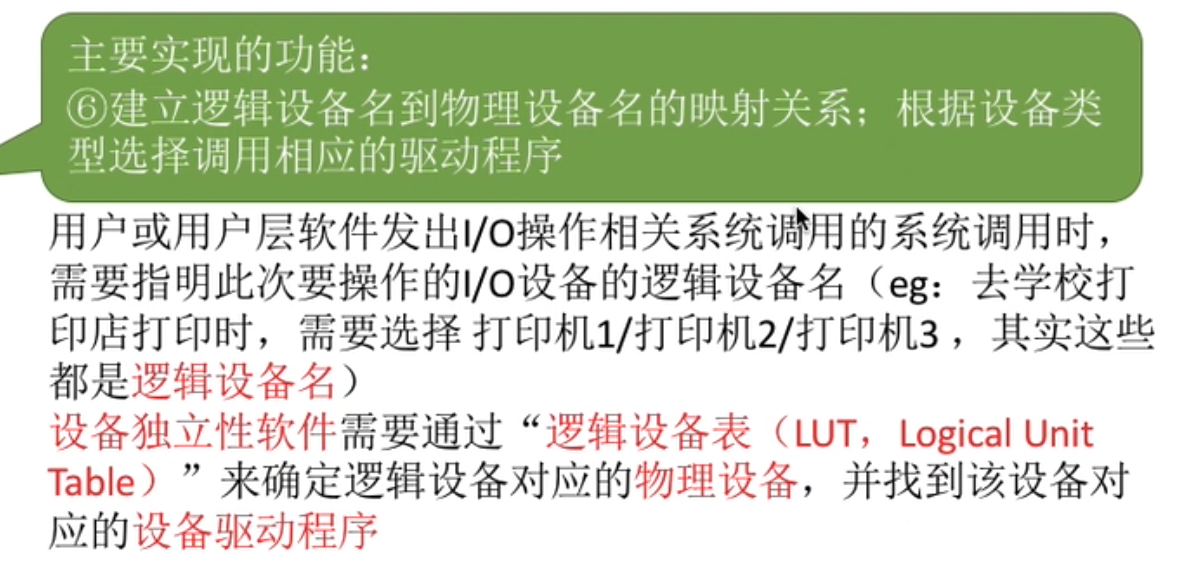 主要实现的功能：
⑥建立逻辑设备名到物理设备名的映射关系；根据设备类
型选择调用相应的驱动程序
用户或用户层软件发出I/O操作相关系统调用的系统调用时，
需要指明此次要操作的I/O设备的逻辑设备名（eg：去学校打
印店打印时，需要选择 打印机1/打印机2/打印机3 ，其实这些
都是逻辑设备名）
设备独立性软件需要通过“逻辑设备表（LUT，Logical Unit
Table）”来确定逻辑设备对应的物理设备，并找到该设备对
应的设备驱动程序